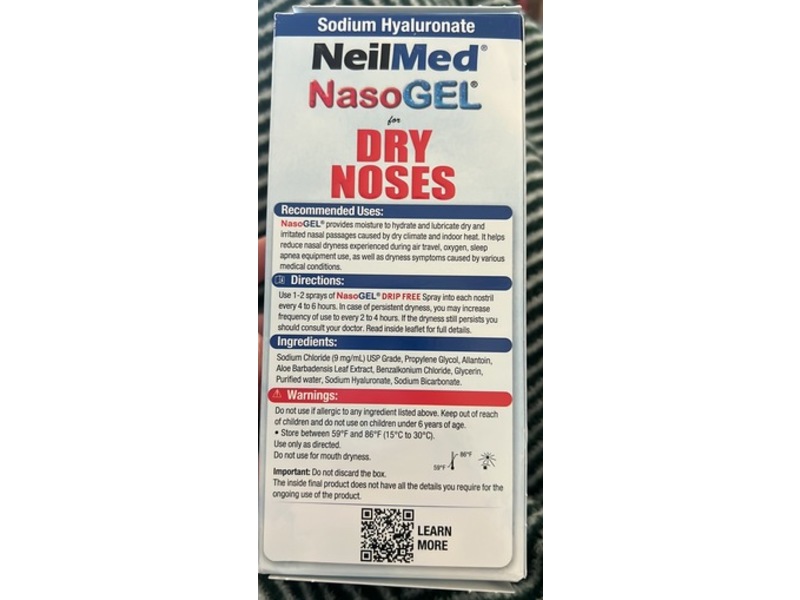 Sodium Hyaluronate
NeilMed®
NasoGEL®
for
DRY
NOSES
Recommended Uses:
NasoGEL® provides moisture to hydrate and lubricate dry and
irritated nasal passages caused by dry climate and indoor heat. It helps
reduce nasal dryness experienced during air travel, oxygen, sleep
apnea equipment use, as well as dryness symptoms caused by various
medical conditions.
Directions:
Use 1-2 sprays of NasoGEL® DRIP FREE Spray into each nostril
every 4 to 6 hours. In case of persistent dryness, you may increase
frequency of use to every 2 to 4 hours. If the dryness still persists you
should consult your doctor. Read inside leaflet for full details.
Ingredients:
Sodium Chloride (9 mg/mL) USP Grade, Propylene Glycol, Allantoin,
Aloe Barbadensis Leaf Extract, Benzalkonium Chloride, Glycerin,
Purified water, Sodium Hyaluronate, Sodium Bicarbonate.
Warnings:
Do not use if allergic to any ingredient listed above. Keep out of reach
of children and do not use on children under 6 years of age.
• Store between 59°F and 86°F (15°C to 30°C).
Use only as directed.
Do not use for mouth dryness.
59°F 86°F
Important: Do not discard the box.
The inside final product does not have all the details you require for the
ongoing use of the product.
LEARN
MORE